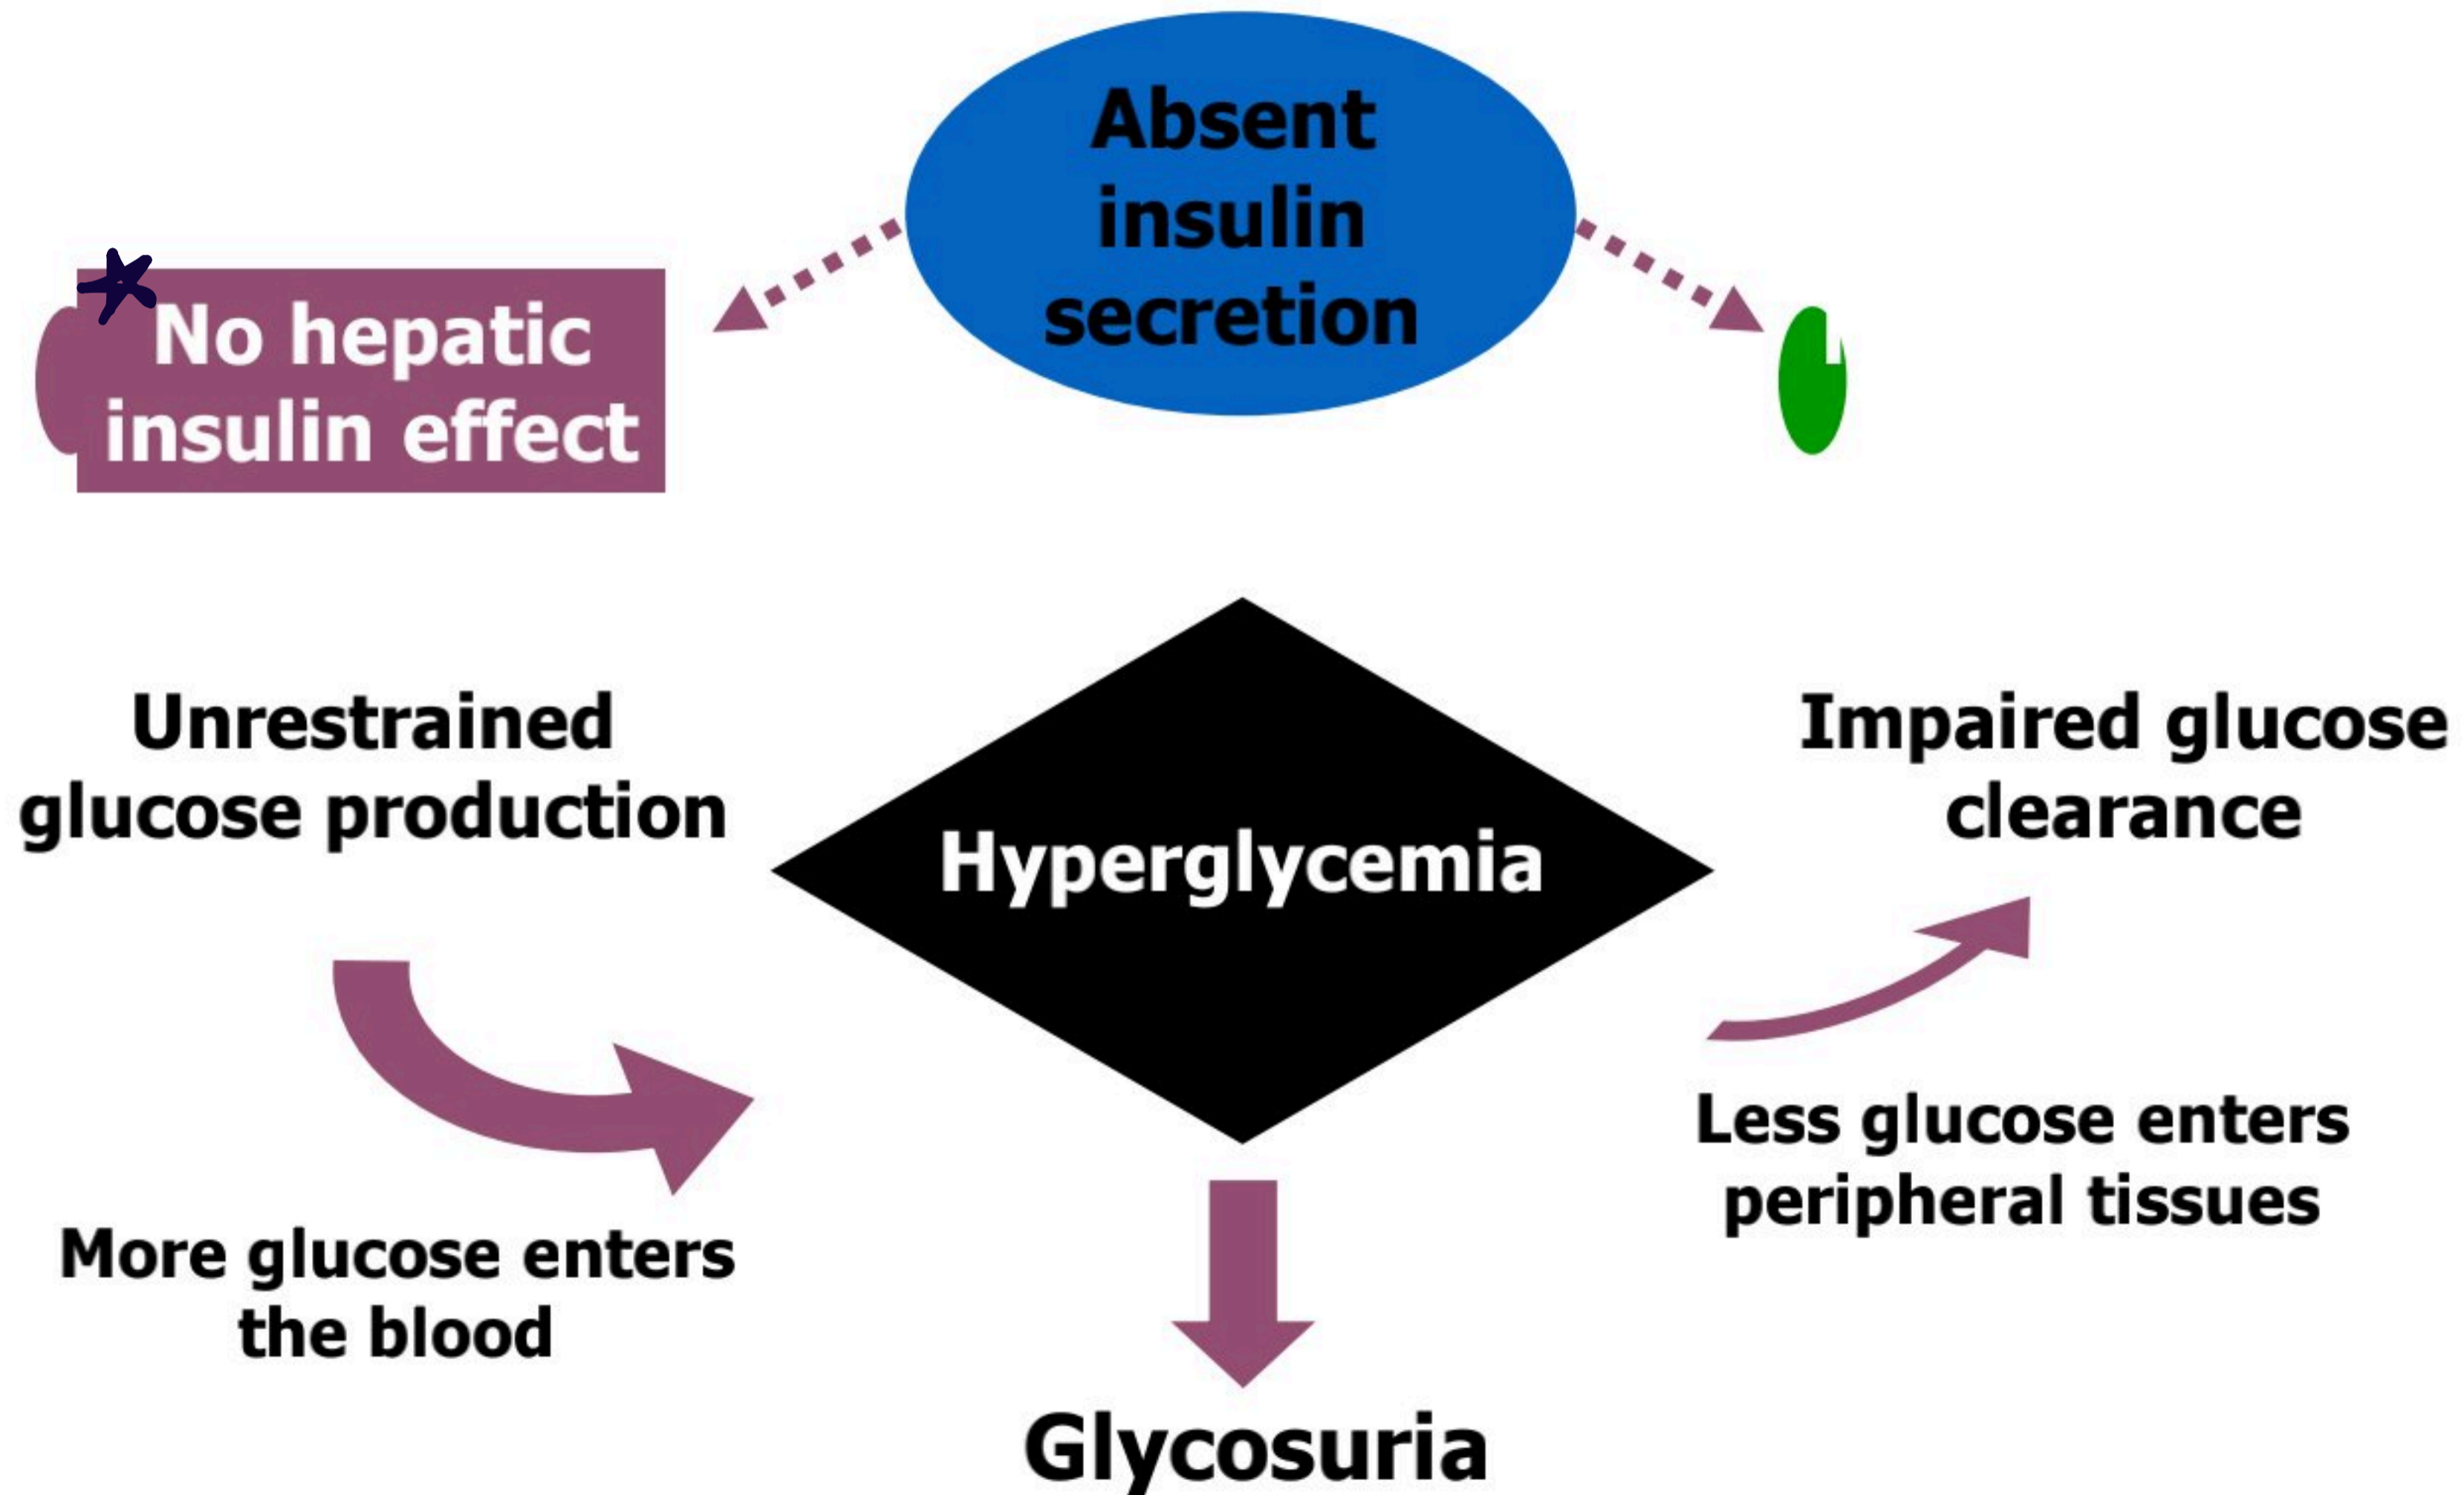 Absent
insulin
secretion
No hepatic
insulin effect
Unrestrained
glucose production
Hyperglycemia
Impaired glucose
clearance
More glucose enters
the blood
Less glucose enters
peripheral tissues
Glycosuria